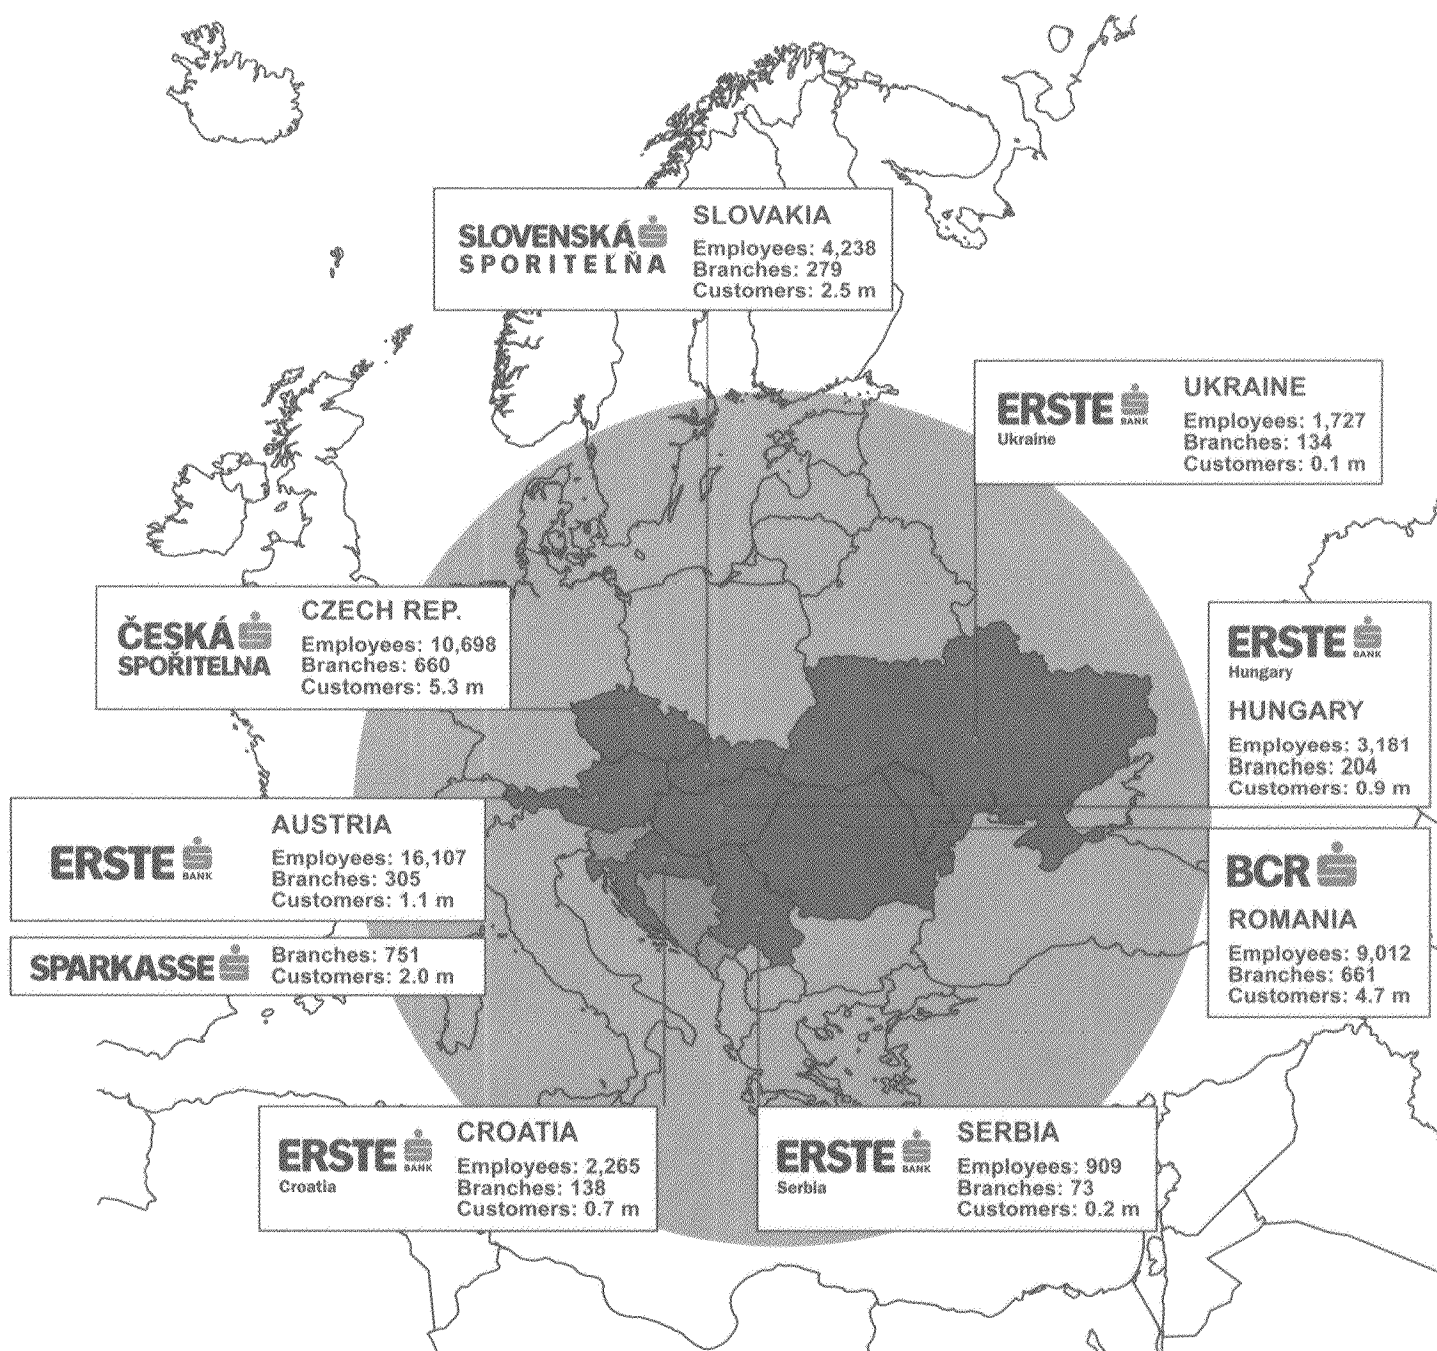 SLOVENSKÁ
SPORITEĽŇA
SLOVAKIA
Employees: 4,238
Branches: 279
Customers: 2.5 m
ERSTE BANK
Ukraine
UKRAINE
Employees: 1,727
Branches: 134
Customers: 0.1 m
ČESKÁ
SPOŘITELNA
CZECH REP.
Employees: 10,698
Branches: 660
Customers: 5.3 m
ERSTE BANK
Hungary
HUNGARY
Employees: 3,181
Branches: 204
Customers: 0.9 m
ERSTE BANK
AUSTRIA
Employees: 16,107
Branches: 305
Customers: 1.1 m
SPARKASSE
Branches: 751
Customers: 2.0 m
BCR
ROMANIA
Employees: 9,012
Branches: 661
Customers: 4.7 m
ERSTE BANK
Croatia
CROATIA
Employees: 2,265
Branches: 138
Customers: 0.7 m
ERSTE BANK
Serbia
SERBIA
Employees: 909
Branches: 73
Customers: 0.2 m